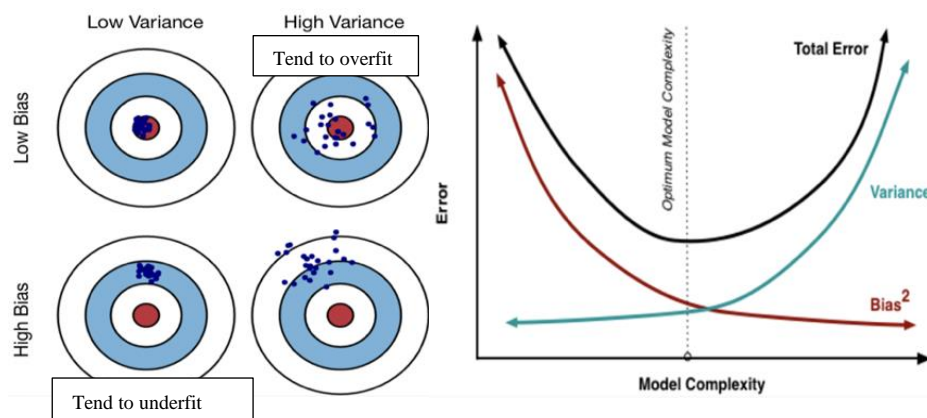 Low Variance
High Variance
Tend to overfit
Low Bias
High Bias
Tend to underfit
Error
Optimum Model Complexity
Total Error
Variance
Bias²
Model Complexity